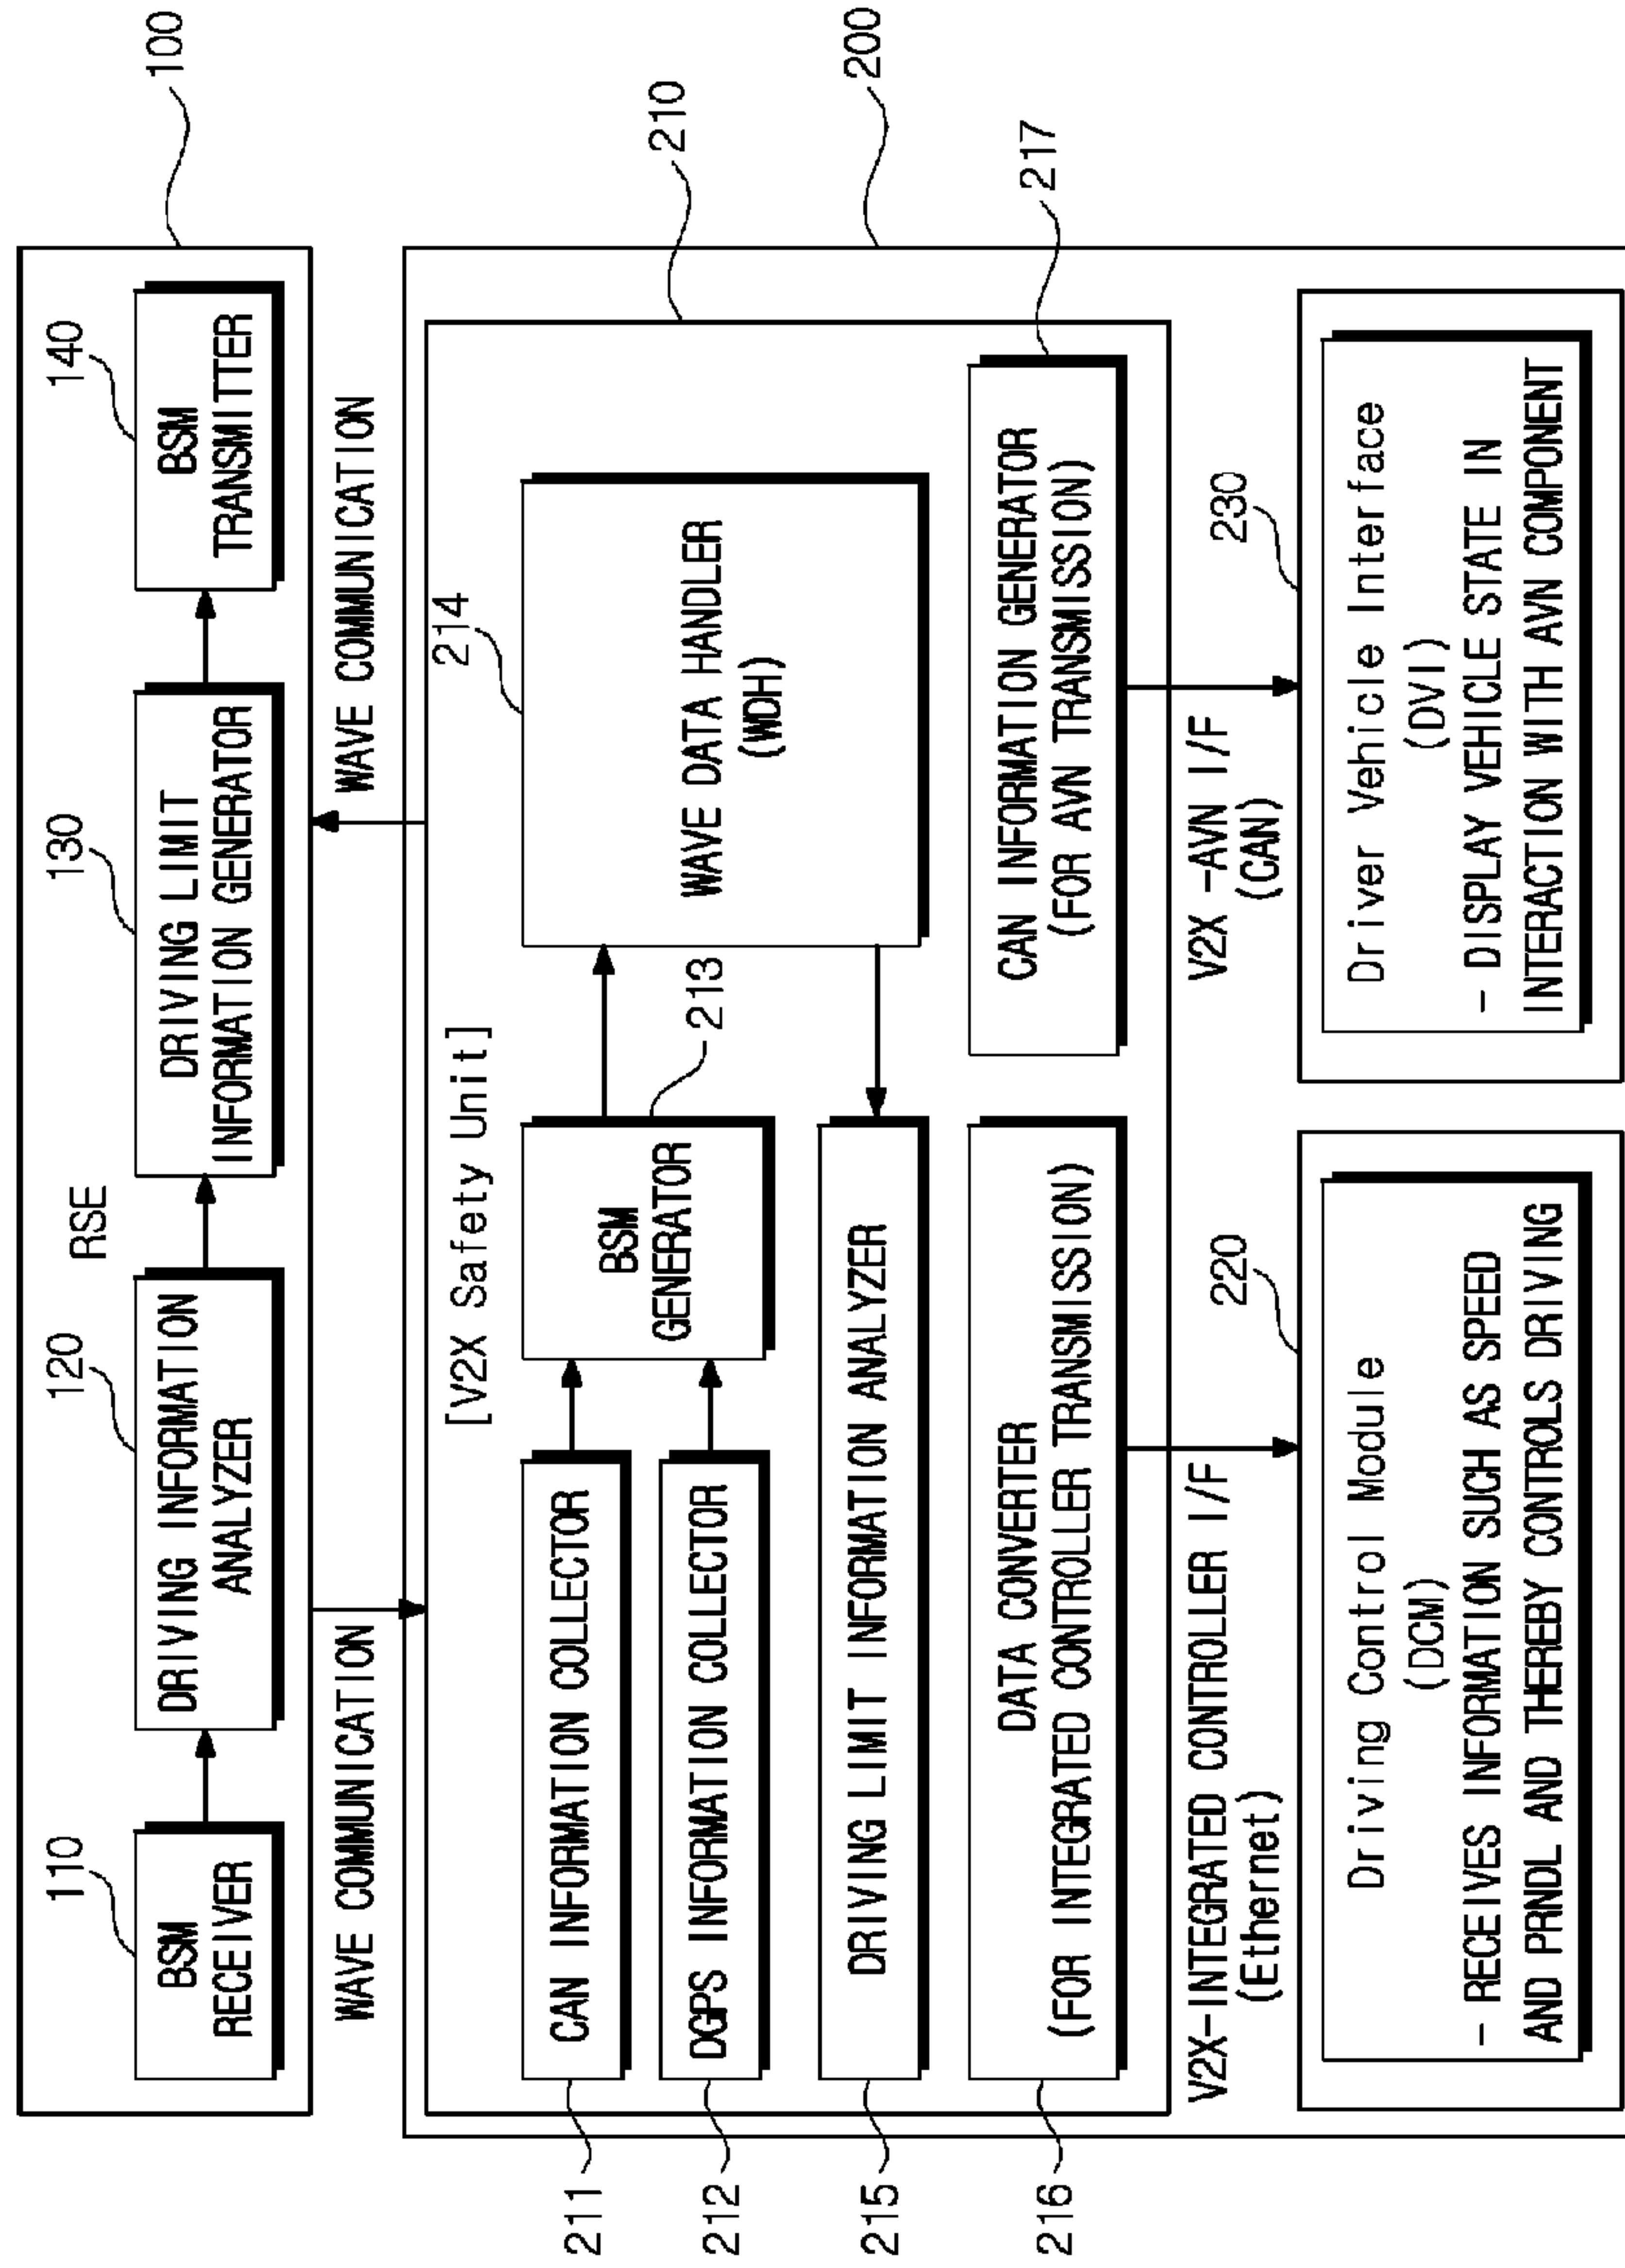 RSE
100
110
BSM
RECEIVER
120
DRIVING INFORMATION
ANALYZER
130
DRIVING LIMIT
INFORMATION GENERATOR
140
BSM
TRANSMITTER
WAVE COMMUNICATION
WAVE COMMUNICATION
200
210
[V2X Safety Unit]
211
CAN INFORMATION COLLECTOR
212
DGPS INFORMATION COLLECTOR
BSM
GENERATOR
213
214
WAVE DATA HANDLER
(WDH)
215
DRIVING LIMIT INFORMATION ANALYZER
216
DATA CONVERTER
(FOR INTEGRATED CONTROLLER TRANSMISSION)
217
CAN INFORMATION GENERATOR
(FOR AVN TRANSMISSION)
V2X-INTEGRATED CONTROLLER I/F
(Ethernet)
V2X -AVN I/F
(CAN)
220
Driving Control Module
(DCM)
- RECEIVES INFORMATION SUCH AS SPEED
AND PRNDL AND THEREBY CONTROLS DRIVING
230
Driver Vehicle Interface
(DVI)
- DISPLAY VEHICLE STATE IN
INTERACTION WITH AVN COMPONENT